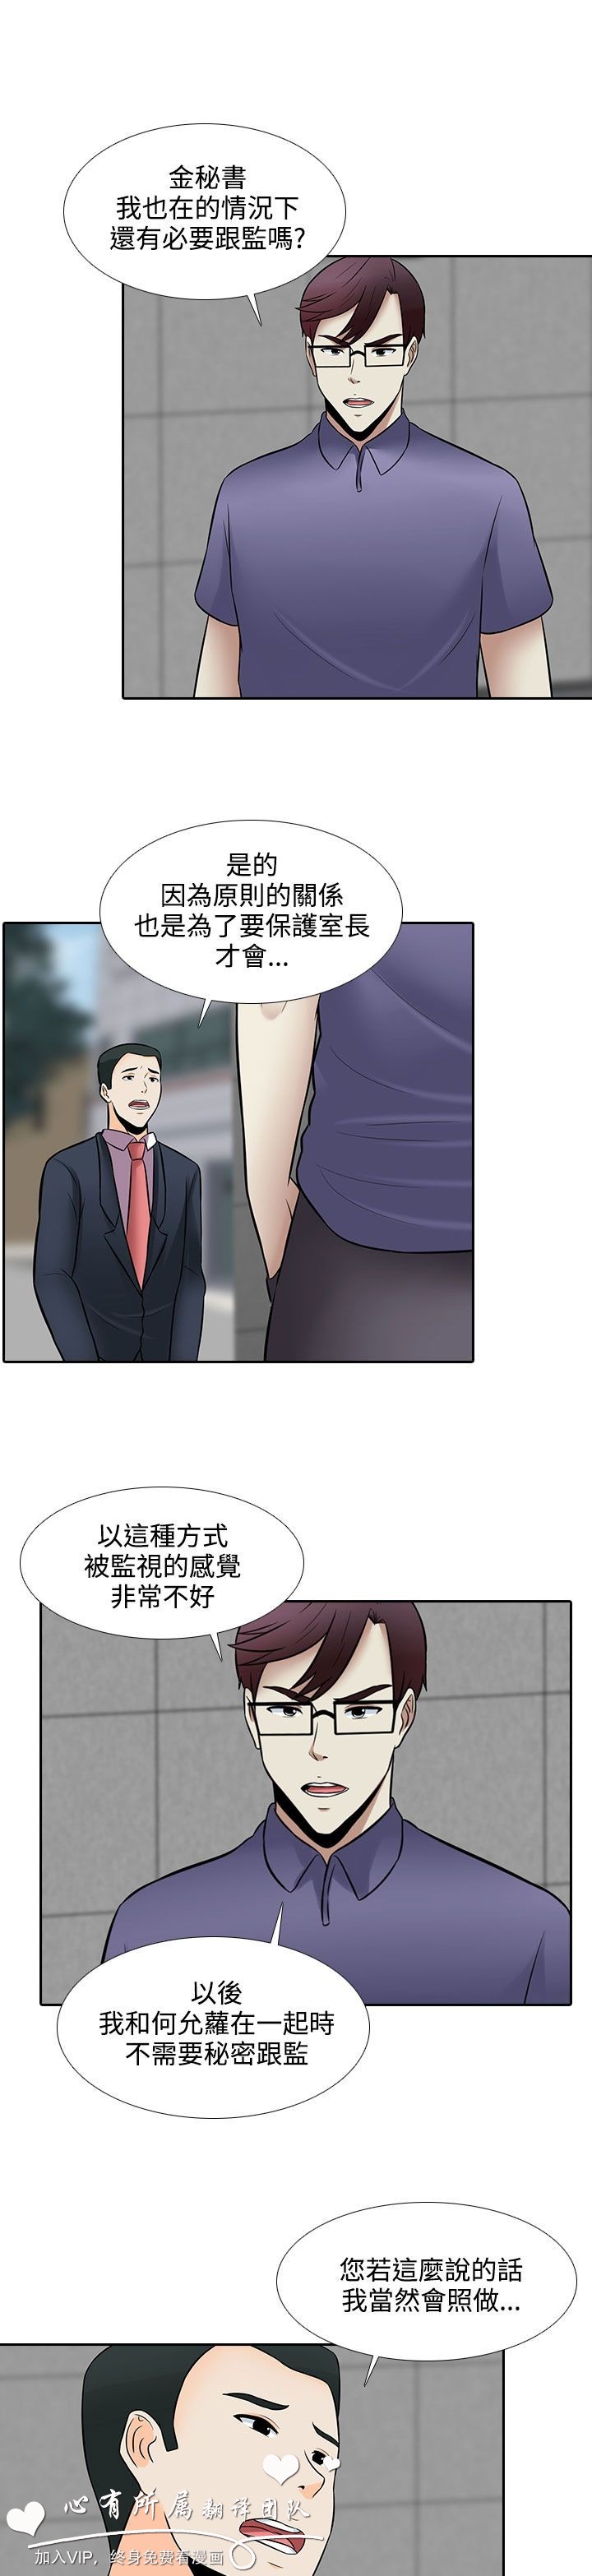 金秘書
我也在的情況下
還有必要跟監嗎?
是的
因為原則的關係
也是為了要保護室長
才會...
以這種方式
被監視的感覺
非常不好
以後
我和何允蘿在一起時
不需要秘密跟監
您若這麼說的話
我當然會照做...
心有所属翻译团队
加入VIP，终身免费看漫画